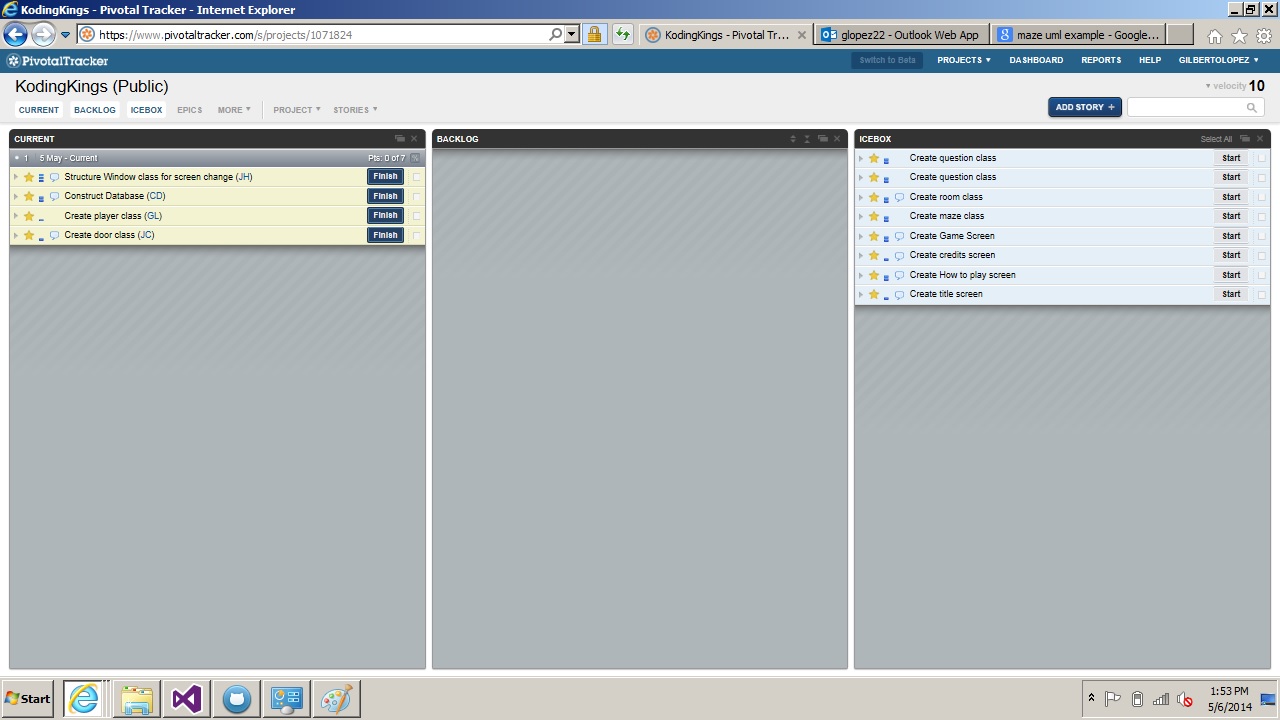 KodingKings - Pivotal Tracker - Internet Explorer
https://www.pivotaltracker.com/s/projects/1071824
KodingKings - Pivotal Tr...
glopez22 - Outlook Web App
maze uml example - Google...
PivotalTracker
Switch to Beta
PROJECTS
DASHBOARD
REPORTS
HELP
GILBERTOLOPEZ
KodingKings (Public)
velocity 10
CURRENT
BACKLOG
ICEBOX
EPICS
MORE
PROJECT
STORIES
ADD STORY +
CURRENT
1 5 May - Current Pts: 0 of 7
Structure Window class for screen change (JH) Finish
Construct Database (CD) Finish
Create player class (GL) Finish
Create door class (JC) Finish
BACKLOG
ICEBOX Select All
Create question class Start
Create question class Start
Create room class Start
Create maze class Start
Create Game Screen Start
Create credits screen Start
Create How to play screen Start
Create title screen Start
Start
1:53 PM
5/6/2014